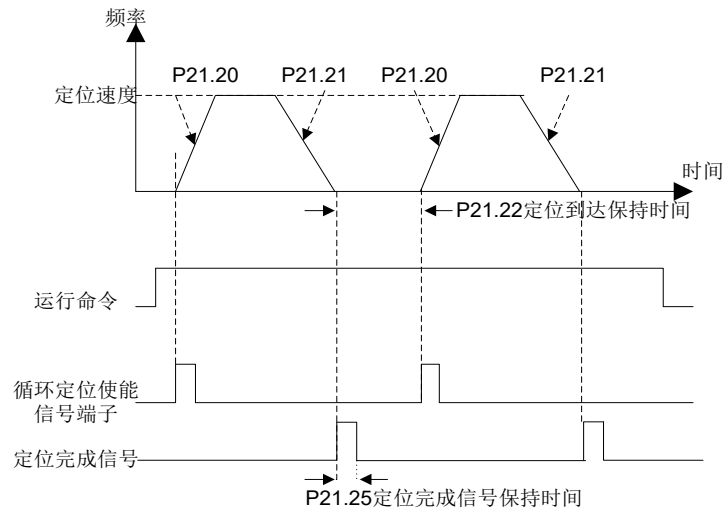 频率
P21.20
P21.21
P21.20
P21.21
定位速度
时间
P21.22定位到达保持时间
运行命令
循环定位使能
信号端子
定位完成信号
P21.25定位完成信号保持时间